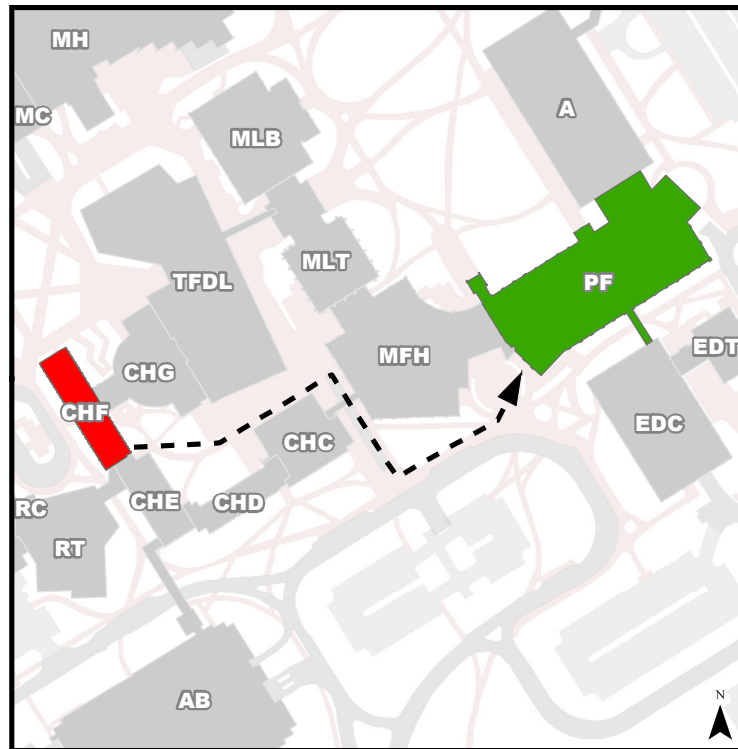 MH
A
MC
MLB
MLT
TFDL
PF
EDT
MFH
CHG
CHF
EDC
CHC
CHE
CHD
RC
RT
AB
N